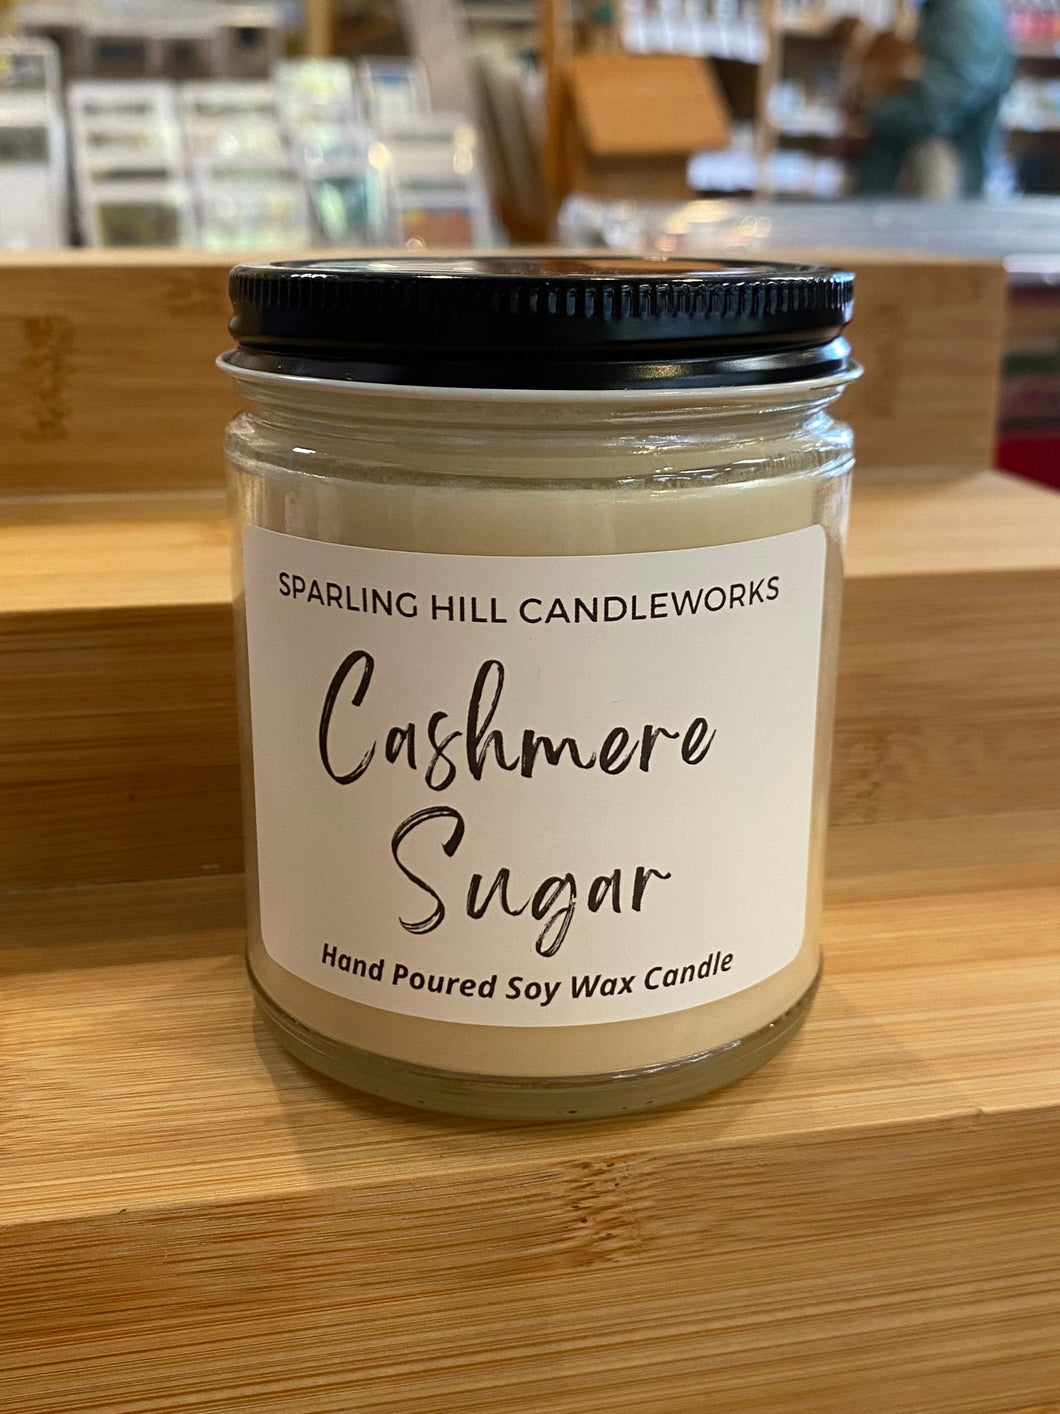 SPARLING HILL CANDLEWORKS
Cashmere
Sugar
Hand Poured Soy Wax Candle